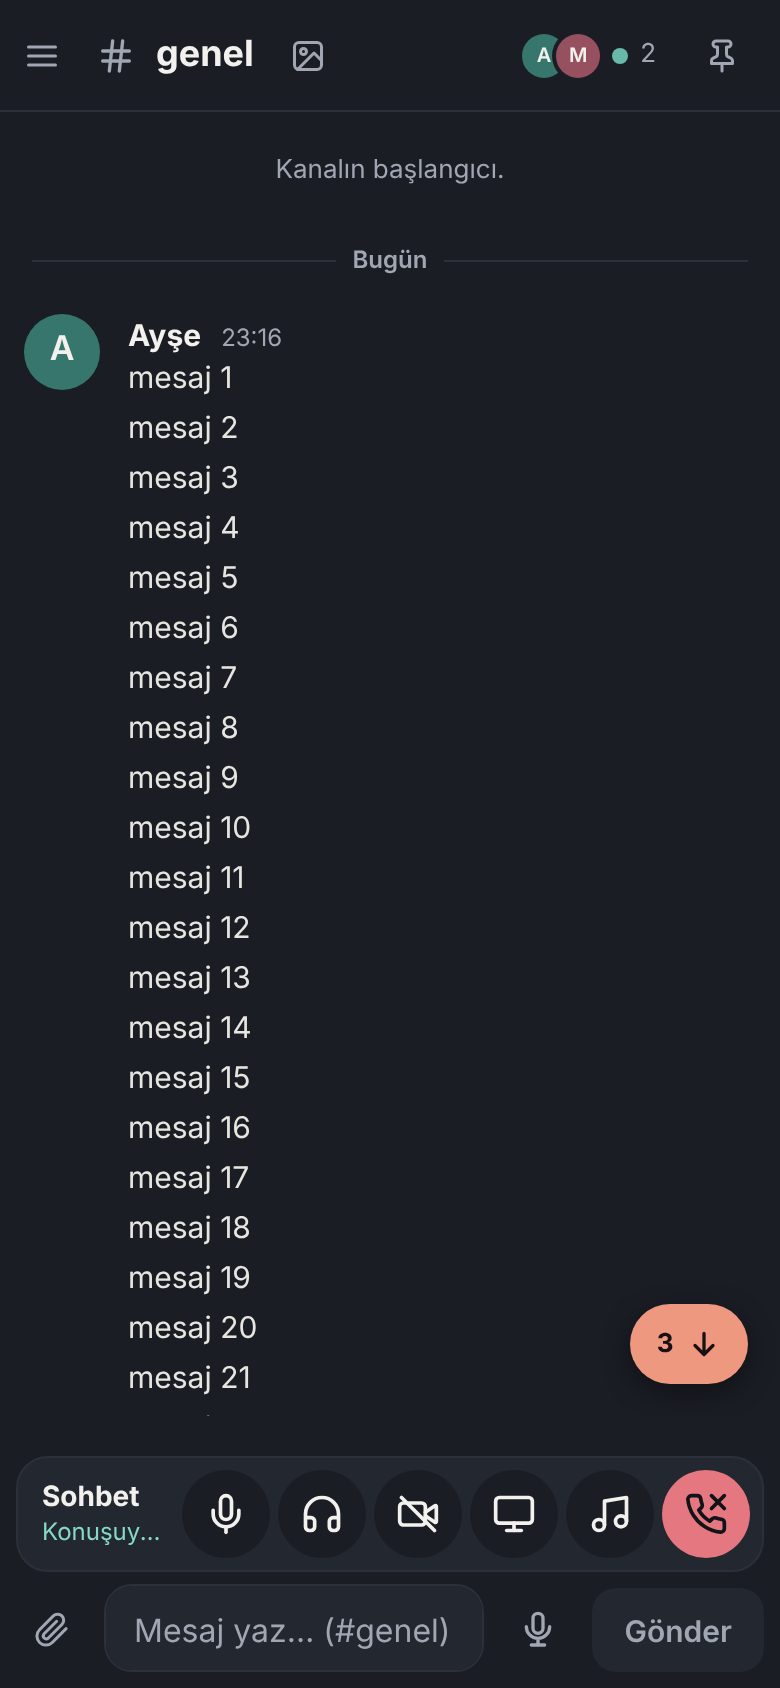 # genel
A M 2
Kanalın başlangıcı.
Bugün
A
Ayşe 23:16
mesaj 1
mesaj 2
mesaj 3
mesaj 4
mesaj 5
mesaj 6
mesaj 7
mesaj 8
mesaj 9
mesaj 10
mesaj 11
mesaj 12
mesaj 13
mesaj 14
mesaj 15
mesaj 16
mesaj 17
mesaj 18
mesaj 19
mesaj 20
3
mesaj 21
Sohbet
Konuşuy...
Mesaj yaz... (#genel)
Gönder